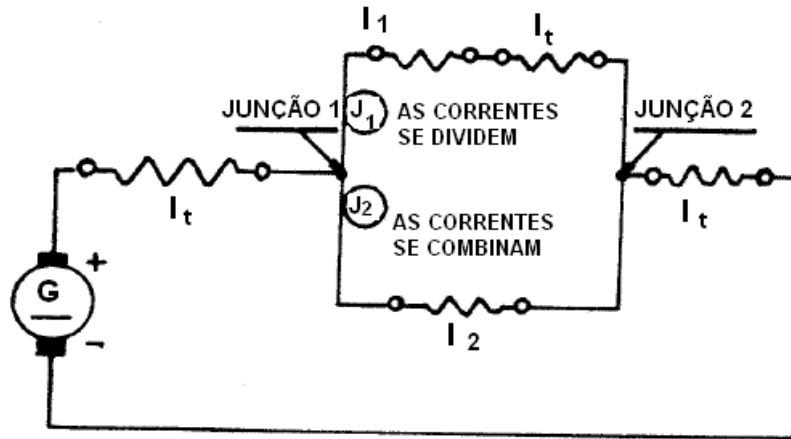 I1
It
JUNÇÃO 1
J1
AS CORRENTES
SE DIVIDEM
JUNÇÃO 2
It
J2
AS CORRENTES
SE COMBINAM
It
+
G
−
I2